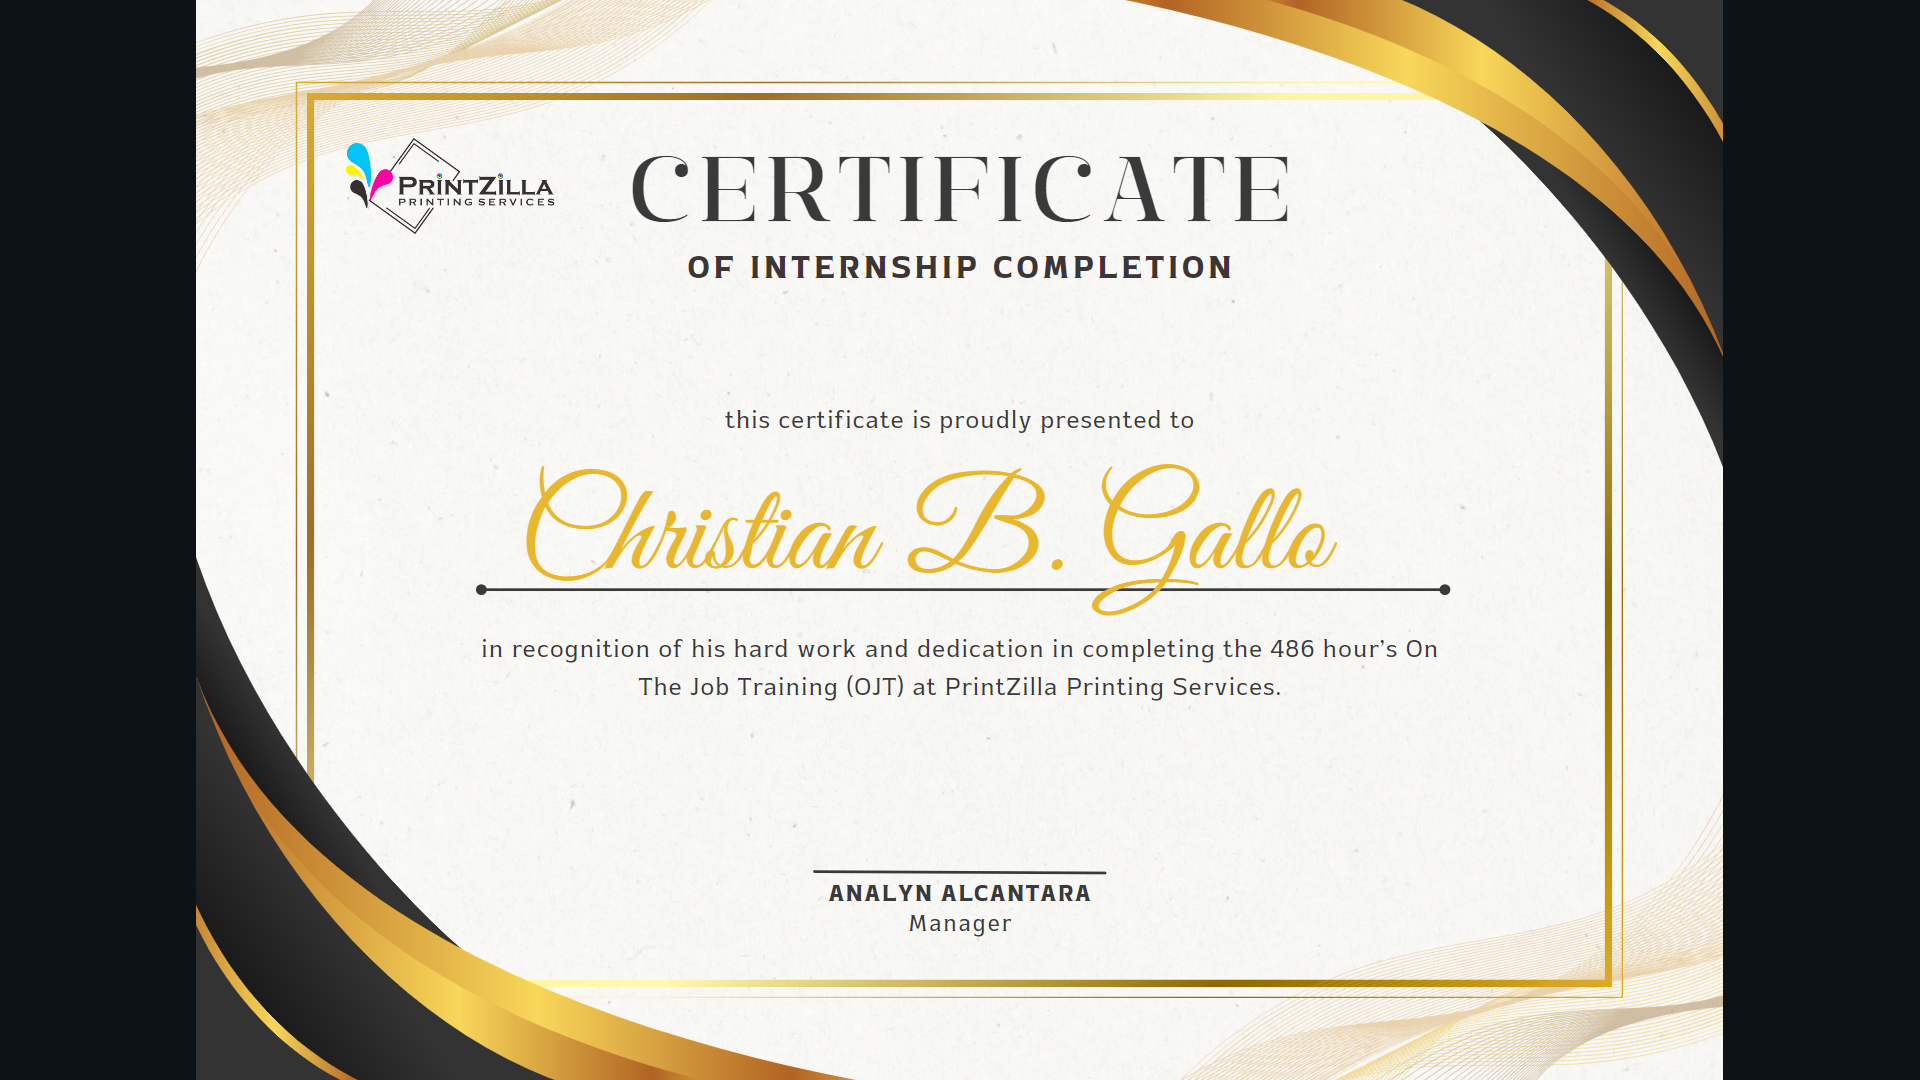 PRINTZILLA
PRINTING SERVICES
CERTIFICATE
OF INTERNSHIP COMPLETION
this certificate is proudly presented to
Christian B. Gallo
in recognition of his hard work and dedication in completing the 486 hour’s On
The Job Training (OJT) at PrintZilla Printing Services.
ANALYN ALCANTARA
Manager